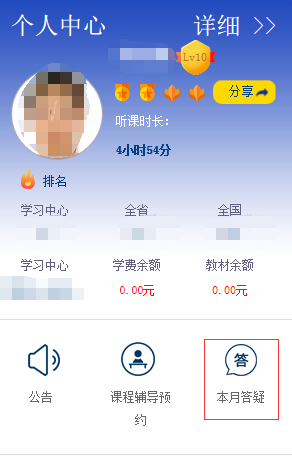 个人中心 详细 >>
Lv10
分享
听课时长：
4小时54分
排名
学习中心 全省 全国
学习中心 学费余额 教材余额
0.00元 0.00元
答
公告 课程辅导预 本月答疑
约